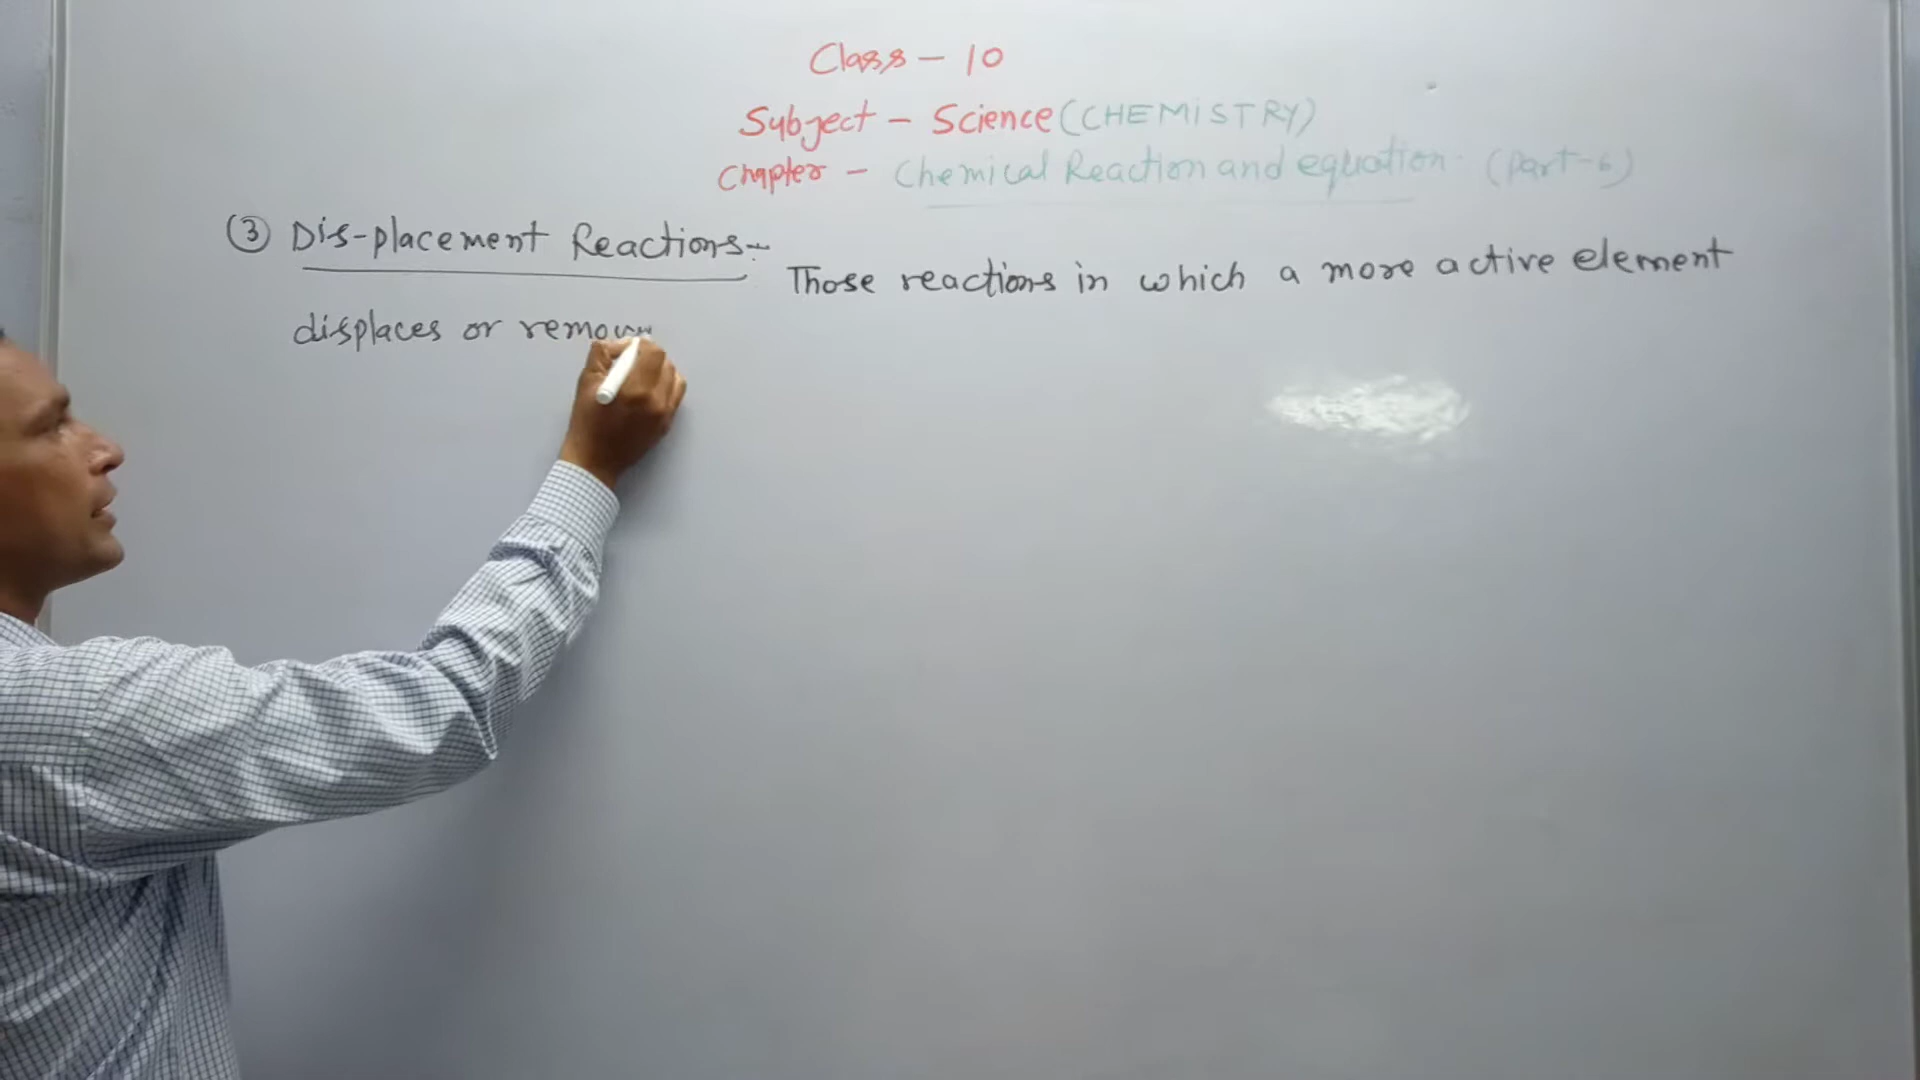 Class - 10
Subject - Science (CHEMISTRY)
Chapter - Chemical Reaction and equation (Part-6)
③ Dis-placement Reactions:- Those reactions in which a more active element
displaces or